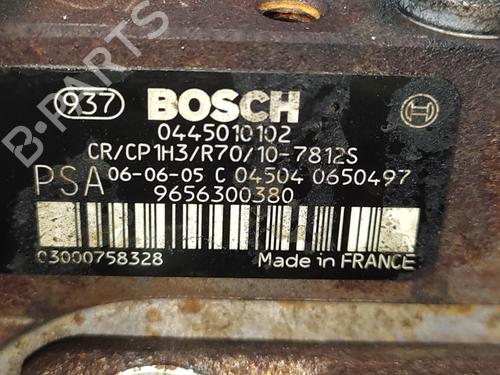 937 BOSCH
0445010102
CR/CP1H3/R70/10-7812S
PSA 06-06-05 C 04504 0650497
9656300380
03000758328 Made in FRANCE
B-PARTS